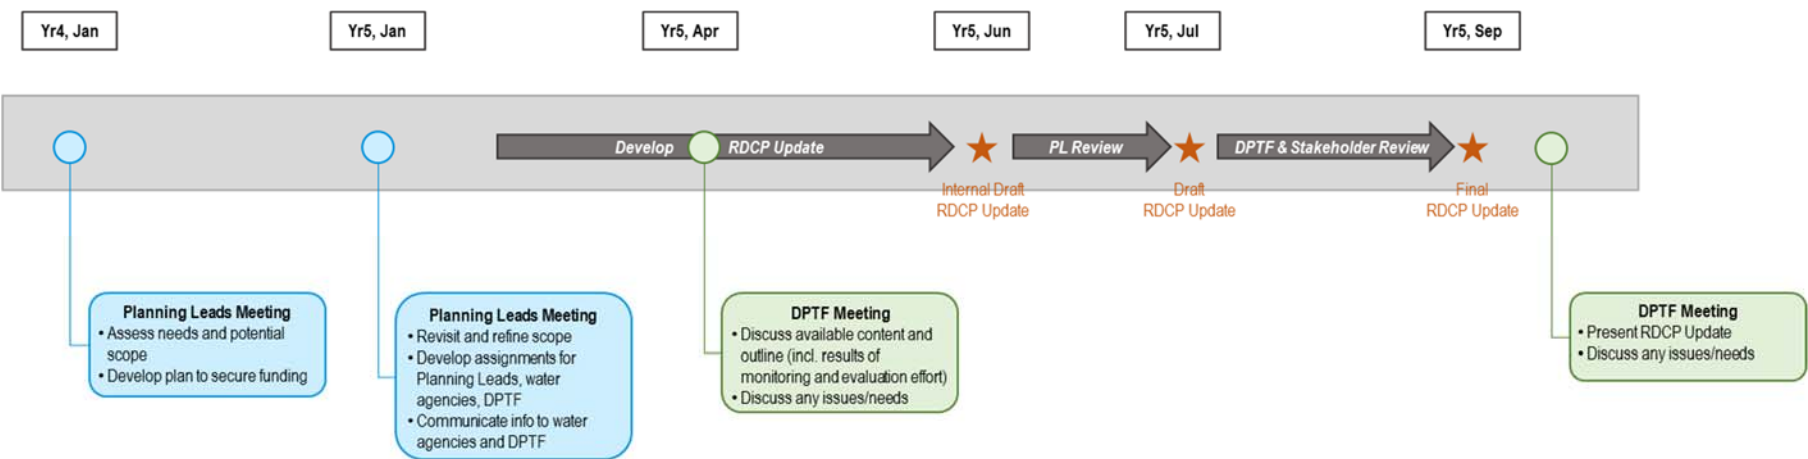 Yr4, Jan
Yr5, Jan
Yr5, Apr
Yr5, Jun
Yr5, Jul
Yr5, Sep
Develop RDCP Update
PL Review
DPTF & Stakeholder Review
Internal Draft
RDCP Update
Draft
RDCP Update
Final
RDCP Update
Planning Leads Meeting
• Assess needs and potential
scope
• Develop plan to secure funding
Planning Leads Meeting
• Revisit and refine scope
• Develop assignments for
Planning Leads, water
agencies, DPTF
• Communicate info to water
agencies and DPTF
DPTF Meeting
• Discuss available content and
outline (incl. results of
monitoring and evaluation effort)
• Discuss any issues/needs
DPTF Meeting
• Present RDCP Update
• Discuss any issues/needs